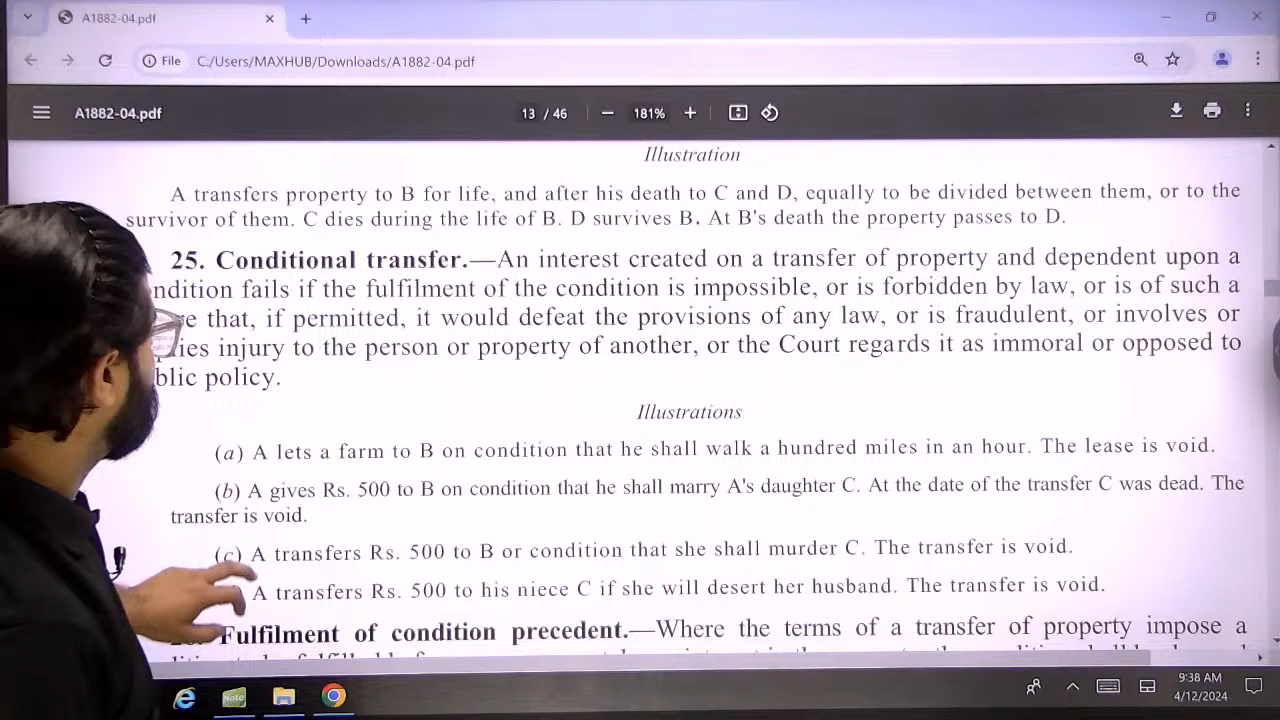 A1882-04.pdf
File C:/Users/MAXHUB/Downloads/A1882-04.pdf
A1882-04.pdf 13 / 46 181%
Illustration
A transfers property to B for life, and after his death to C and D, equally to be divided between them, or to the
survivor of them. C dies during the life of B. D survives B. At B's death the property passes to D.
25. Conditional transfer.—An interest created on a transfer of property and dependent upon a
ndition fails if the fulfilment of the condition is impossible, or is forbidden by law, or is of such a
that, if permitted, it would defeat the provisions of any law, or is fraudulent, or involves or
lies injury to the person or property of another, or the Court regards it as immoral or opposed to
blic policy.
Illustrations
(a) A lets a farm to B on condition that he shall walk a hundred miles in an hour. The lease is void.
(b) A gives Rs. 500 to B on condition that he shall marry A's daughter C. At the date of the transfer C was dead. The
transfer is void.
(c) A transfers Rs. 500 to B or condition that she shall murder C. The transfer is void.
A transfers Rs. 500 to his niece C if she will desert her husband. The transfer is void.
Fulfilment of condition precedent.—Where the terms of a transfer of property impose a
Note
9:38 AM
4/12/2024